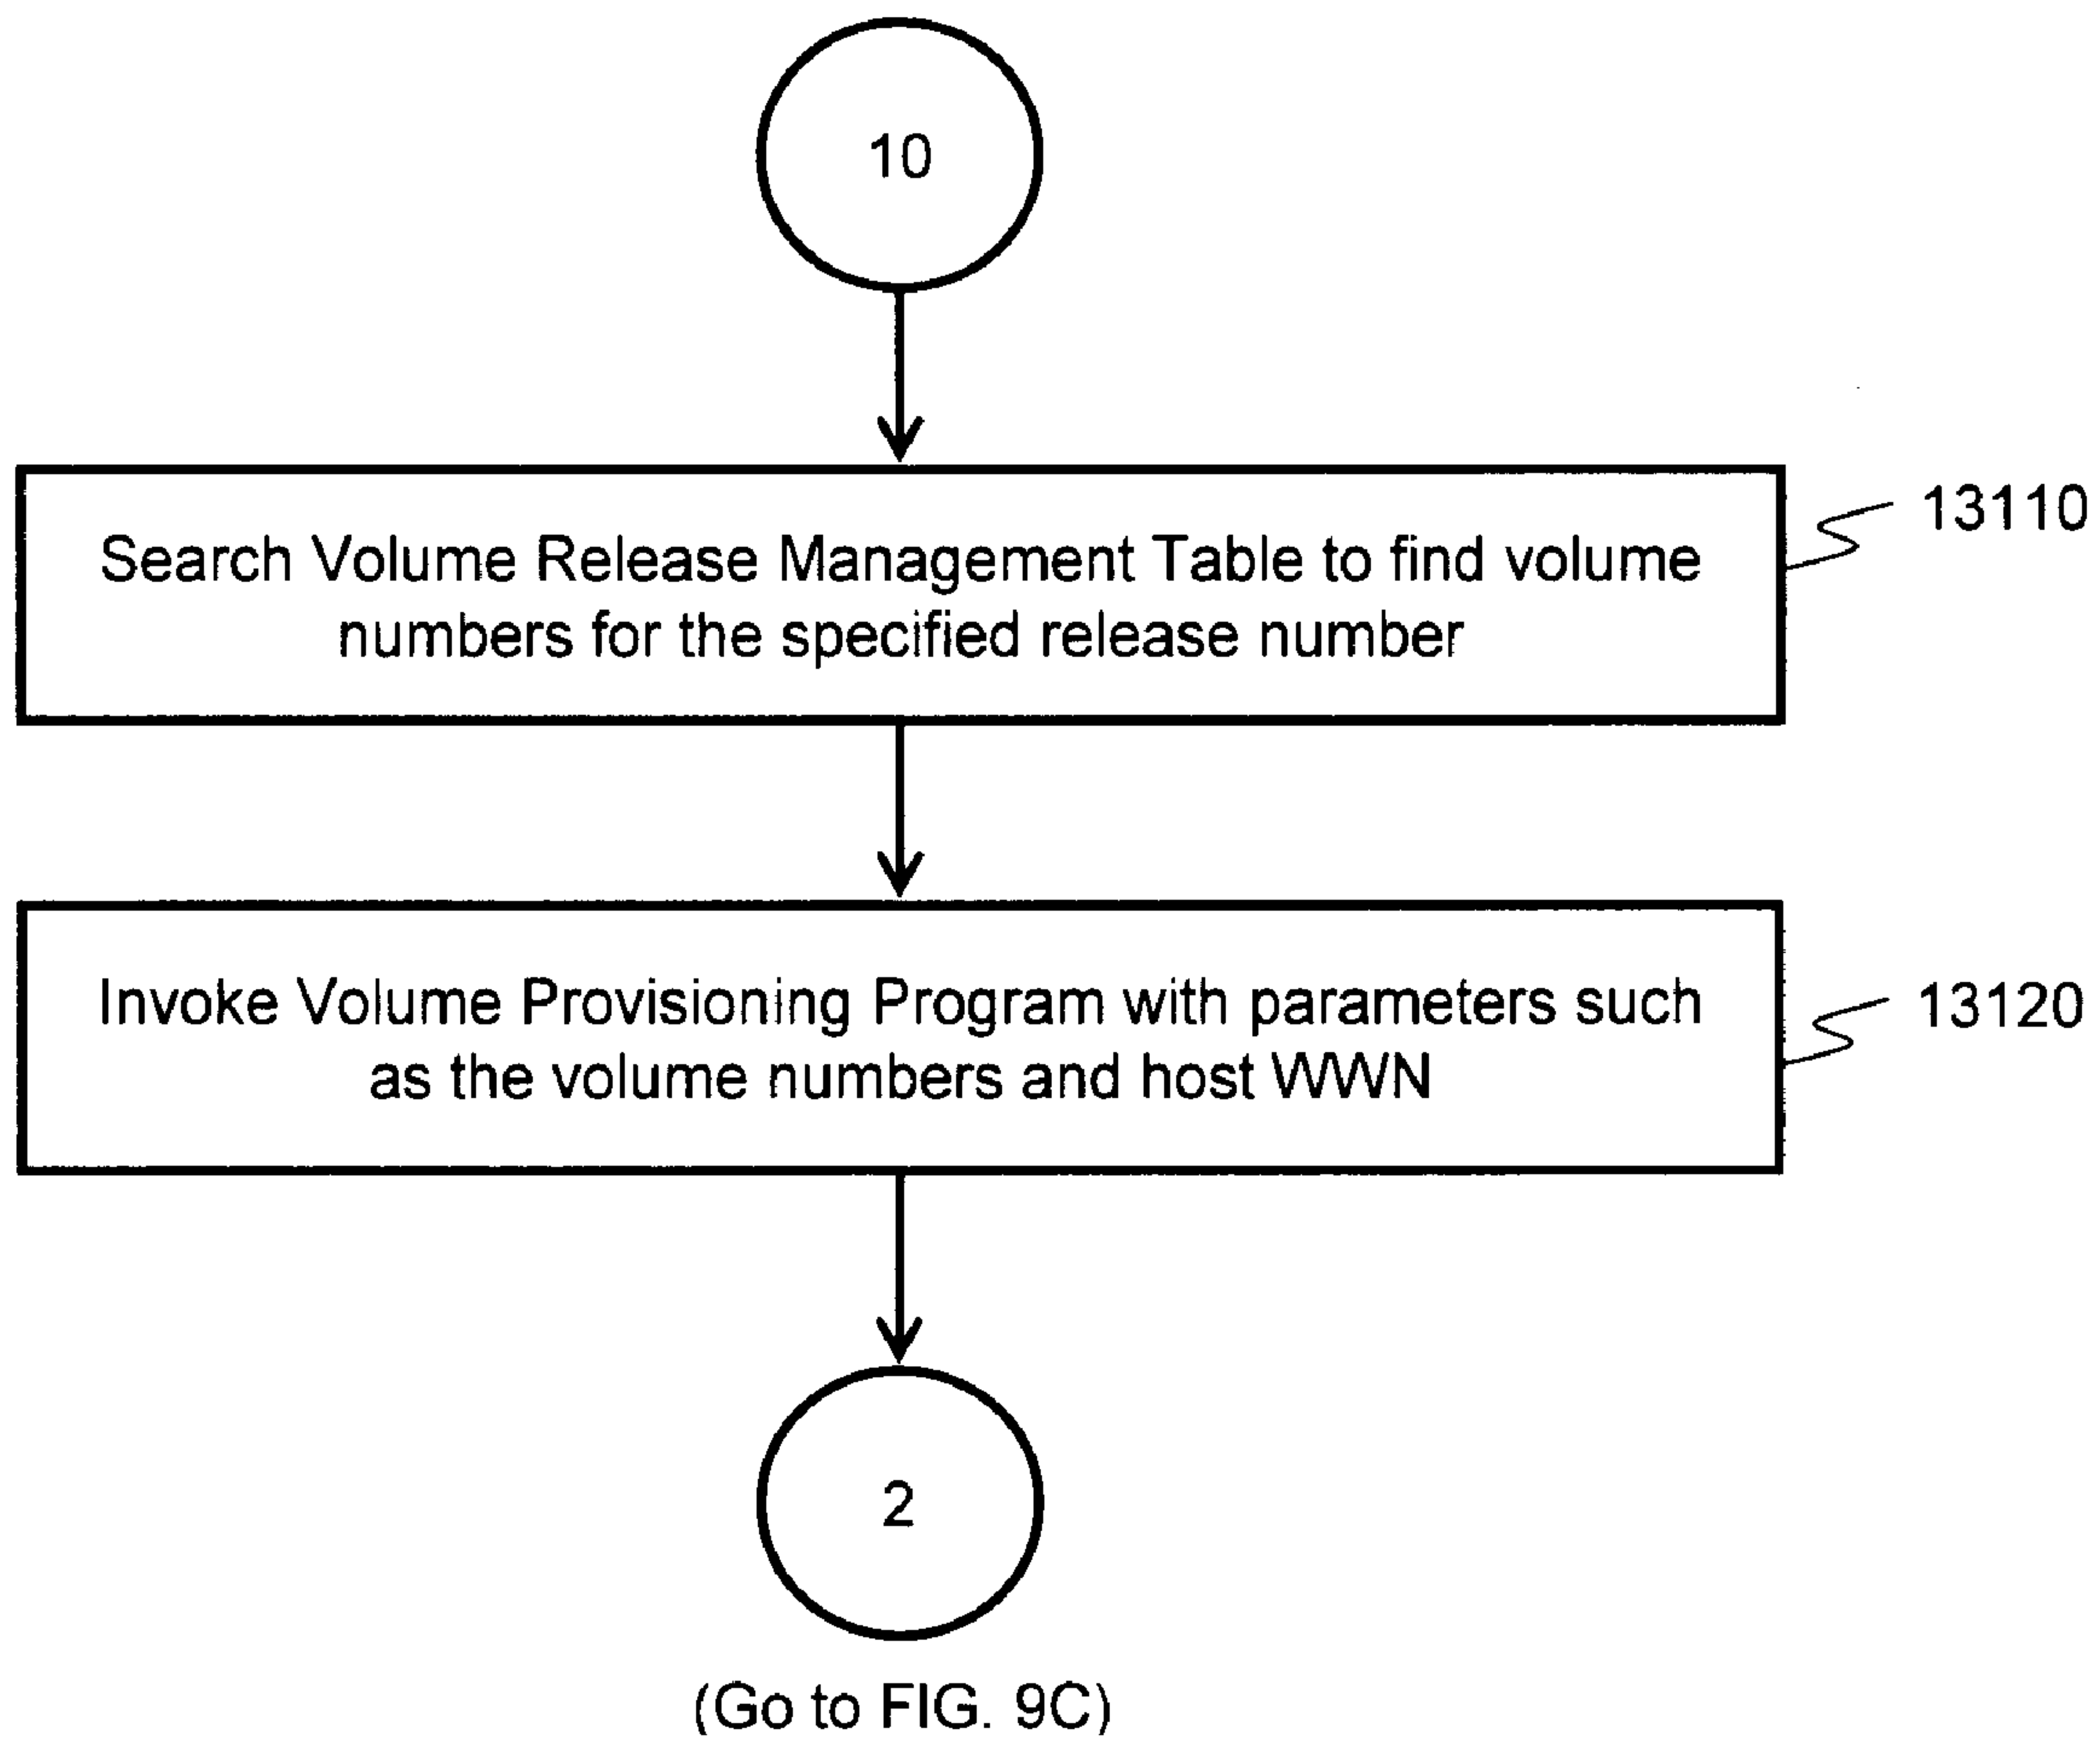 10
13110
Search Volume Release Management Table to find volume
numbers for the specified release number
13120
Invoke Volume Provisioning Program with parameters such
as the volume numbers and host WWN
2
(Go to FIG. 9C)